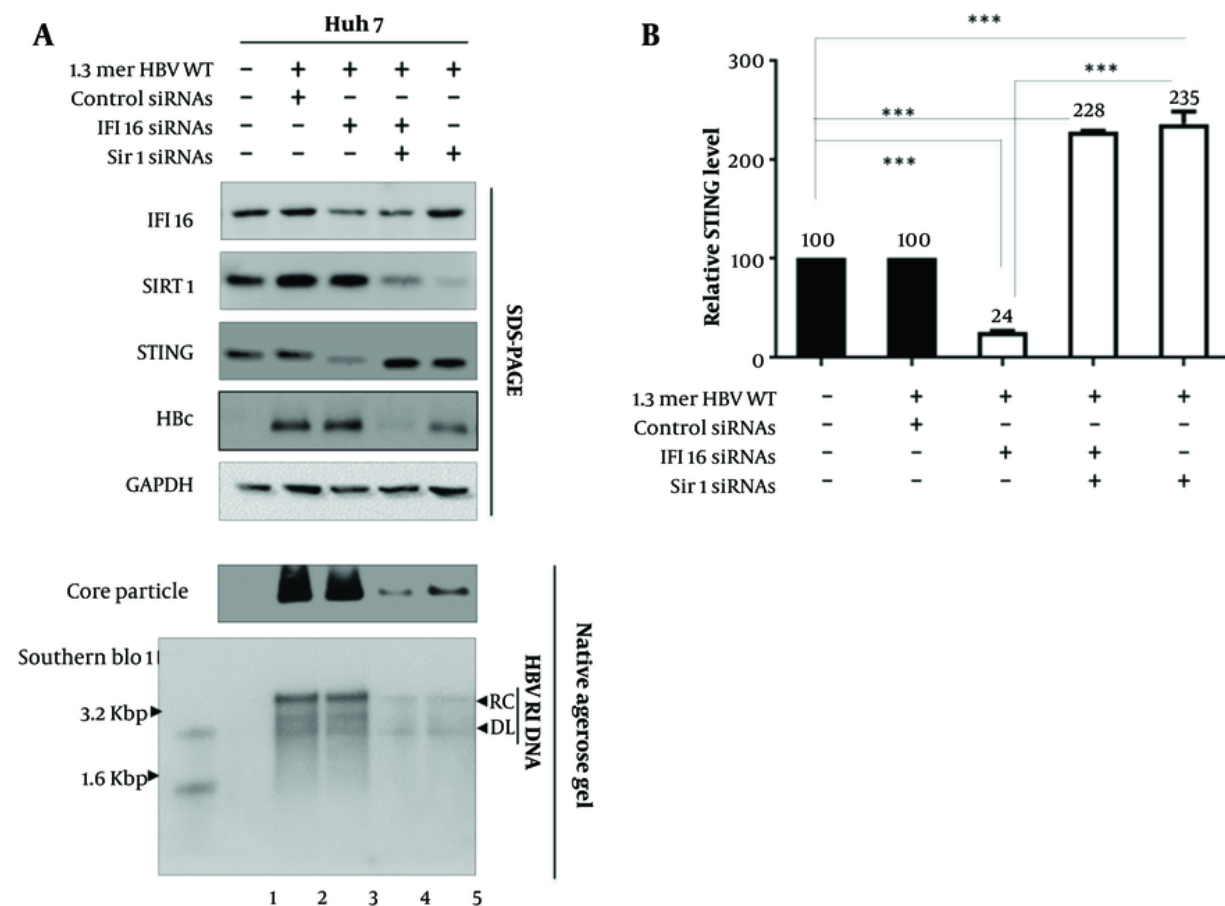 A
Huh 7
1.3 mer HBV WT – + + + +
Control siRNAs – + – – –
IFI 16 siRNAs – – + + –
Sir 1 siRNAs – – – + +
IFI 16
SIRT 1
STING
HBc
GAPDH
SDS-PAGE
Core particle
Southern blo 1
3.2 Kbp
1.6 Kbp
RC
DL
HBV RI DNA
Native agerose gel
1 2 3 4 5
B
***
***
***
***
300
200
100
0
Relative STING level
100 100 24 228 235
1.3 mer HBV WT – + + + +
Control siRNAs – + – – –
IFI 16 siRNAs – – + + –
Sir 1 siRNAs – – – + +